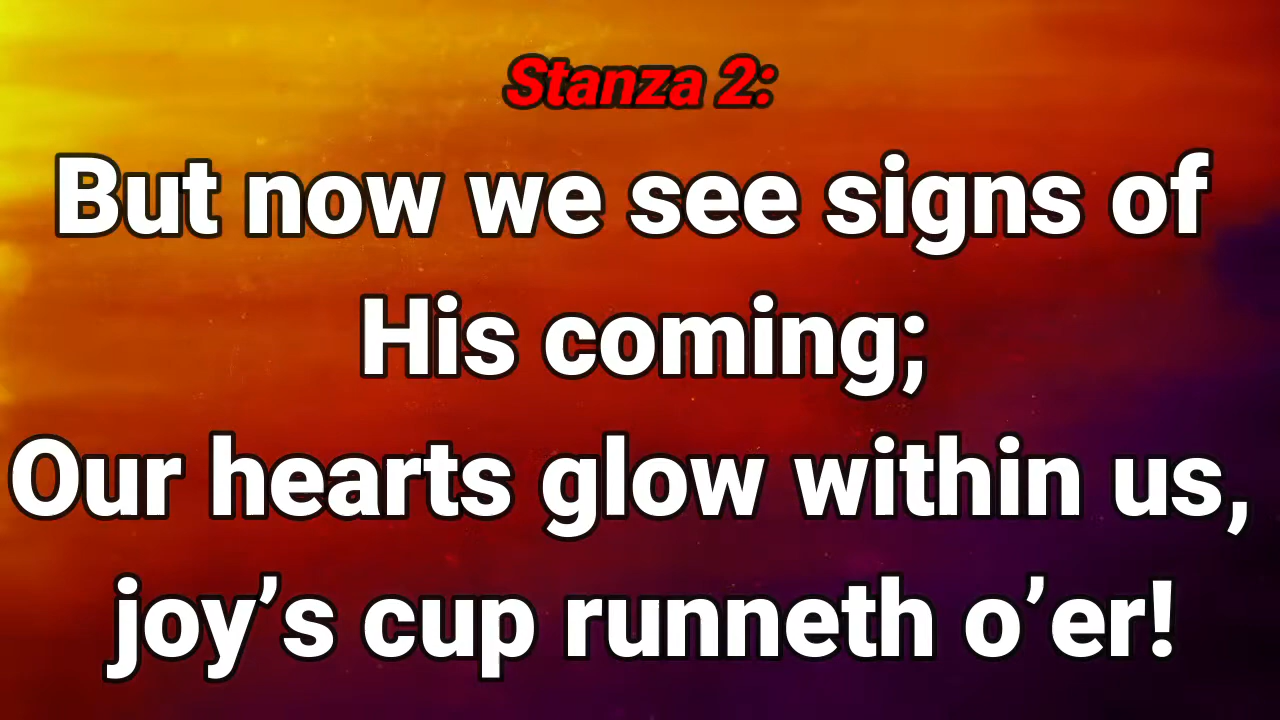 Stanza 2:
But now we see signs of
His coming;
Our hearts glow within us,
joy’s cup runneth o’er!